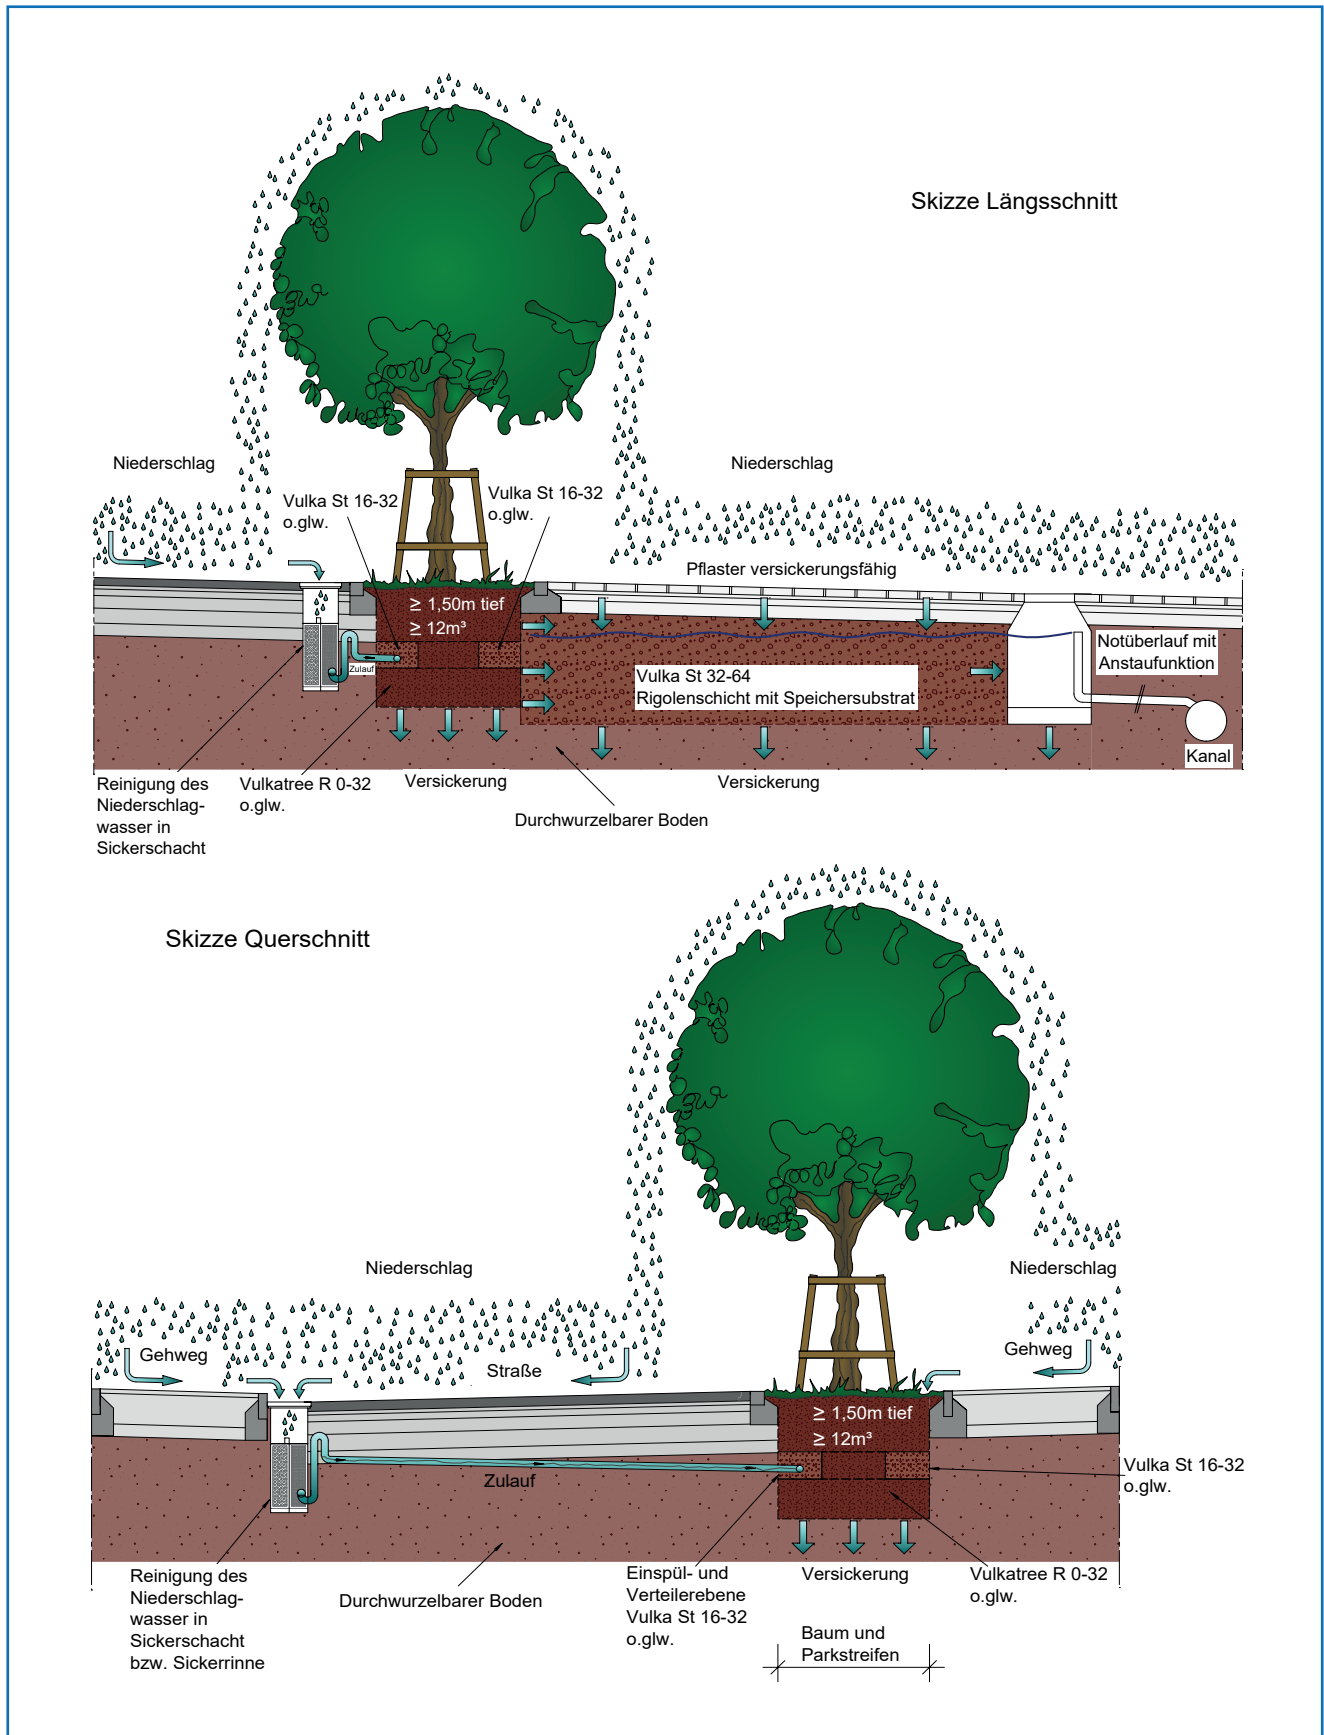 Skizze Längsschnitt
Niederschlag
Niederschlag
Vulka St 16-32
o.glw.
Vulka St 16-32
o.glw.
Pflaster versickerungsfähig
≥ 1,50m tief
≥ 12m³
Zulauf
Vulka St 32-64
Rigolenschicht mit Speichersubstrat
Notüberlauf mit
Anstaufunktion
Kanal
Reinigung des
Niederschlag-
wasser in
Sickerschacht
Vulkatree R 0-32
o.glw.
Versickerung
Versickerung
Durchwurzelbarer Boden
Skizze Querschnitt
Niederschlag
Niederschlag
Gehweg
Straße
Gehweg
≥ 1,50m tief
≥ 12m³
Zulauf
Vulka St 16-32
o.glw.
Reinigung des
Niederschlag-
wasser in
Sickerschacht
bzw. Sickerrinne
Durchwurzelbarer Boden
Einspül- und
Verteilerebene
Vulka St 16-32
o.glw.
Versickerung
Vulkatree R 0-32
o.glw.
Baum und
Parkstreifen